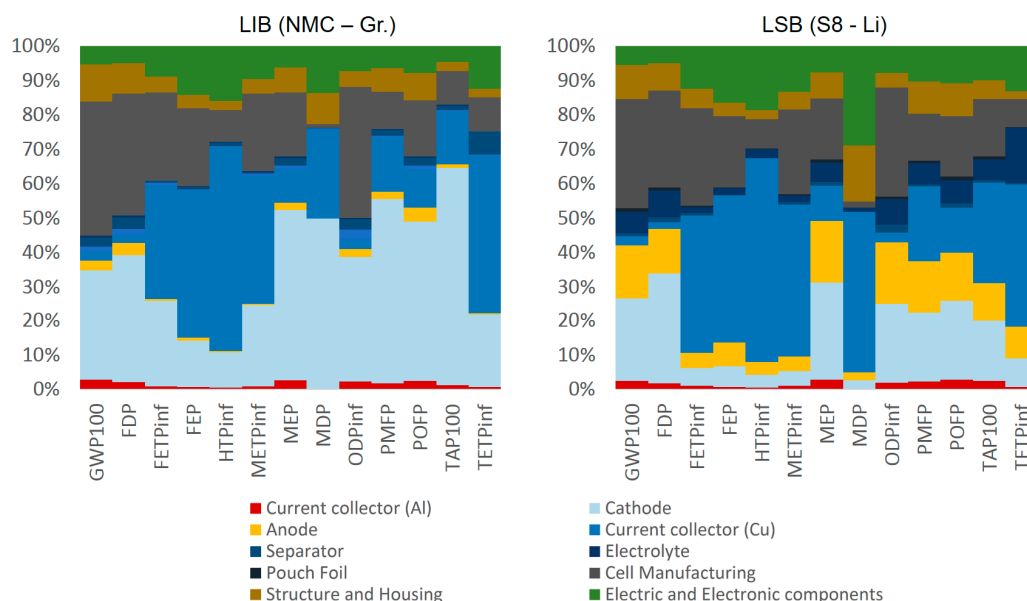 LIB (NMC – Gr.)
100%
90%
80%
70%
60%
50%
40%
30%
20%
10%
0%
GWP100
FDP
FETPinf
FEP
HTPinf
METPinf
MEP
MDP
ODPinf
PMFP
POFP
TAP100
TETPinf
LSB (S8 - Li)
100%
90%
80%
70%
60%
50%
40%
30%
20%
10%
0%
GWP100
FDP
FETPinf
FEP
HTPinf
METPinf
MEP
MDP
ODPinf
PMFP
POFP
TAP100
TETPinf
Current collector (Al)
Cathode
Anode
Current collector (Cu)
Separator
Electrolyte
Pouch Foil
Cell Manufacturing
Structure and Housing
Electric and Electronic components